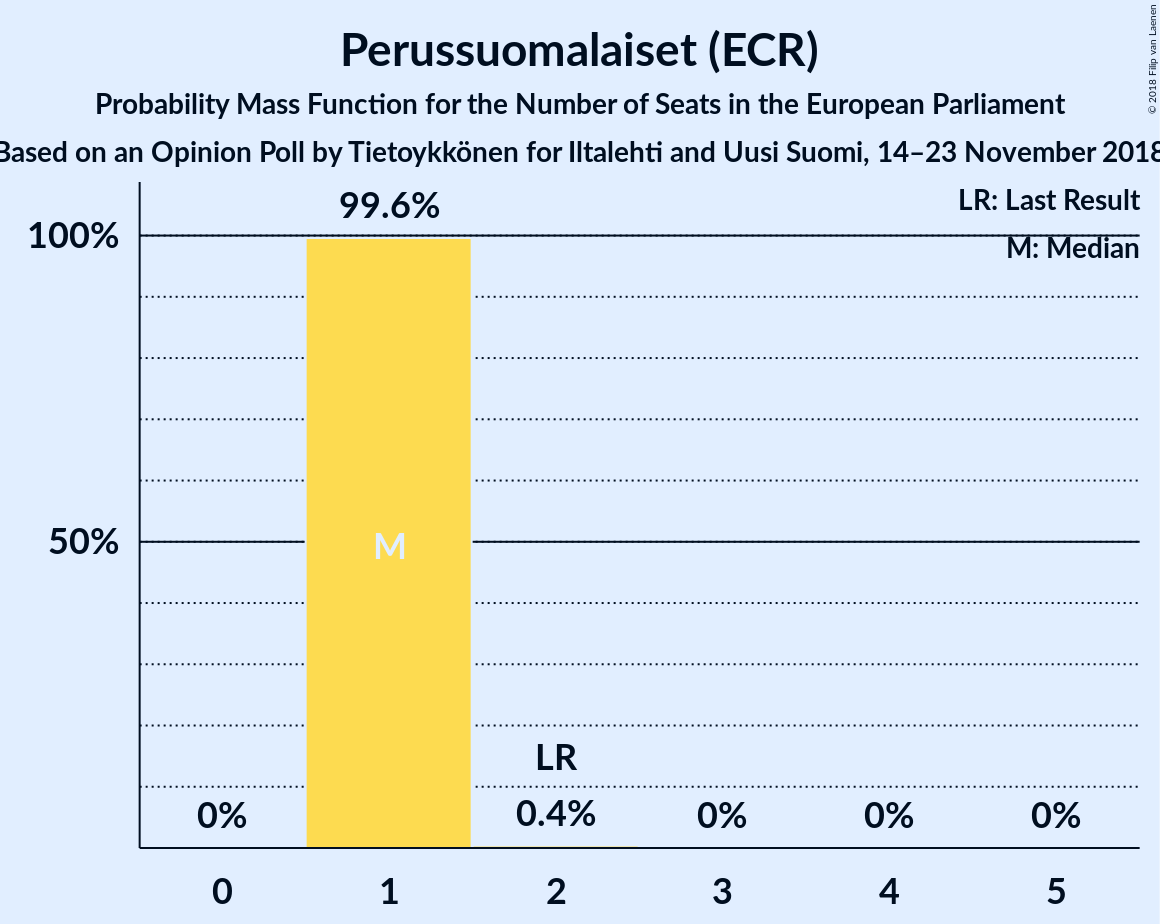 Perussuomalaiset (ECR)
Probability Mass Function for the Number of Seats in the European Parliament
Based on an Opinion Poll by Tietoykkönen for Iltalehti and Uusi Suomi, 14–23 November 2018
© 2018 Filip van Laenen
LR: Last Result
M: Median
99.6%
100%
50%
M
LR
0%
0.4%
0%
0%
0%
0
1
2
3
4
5